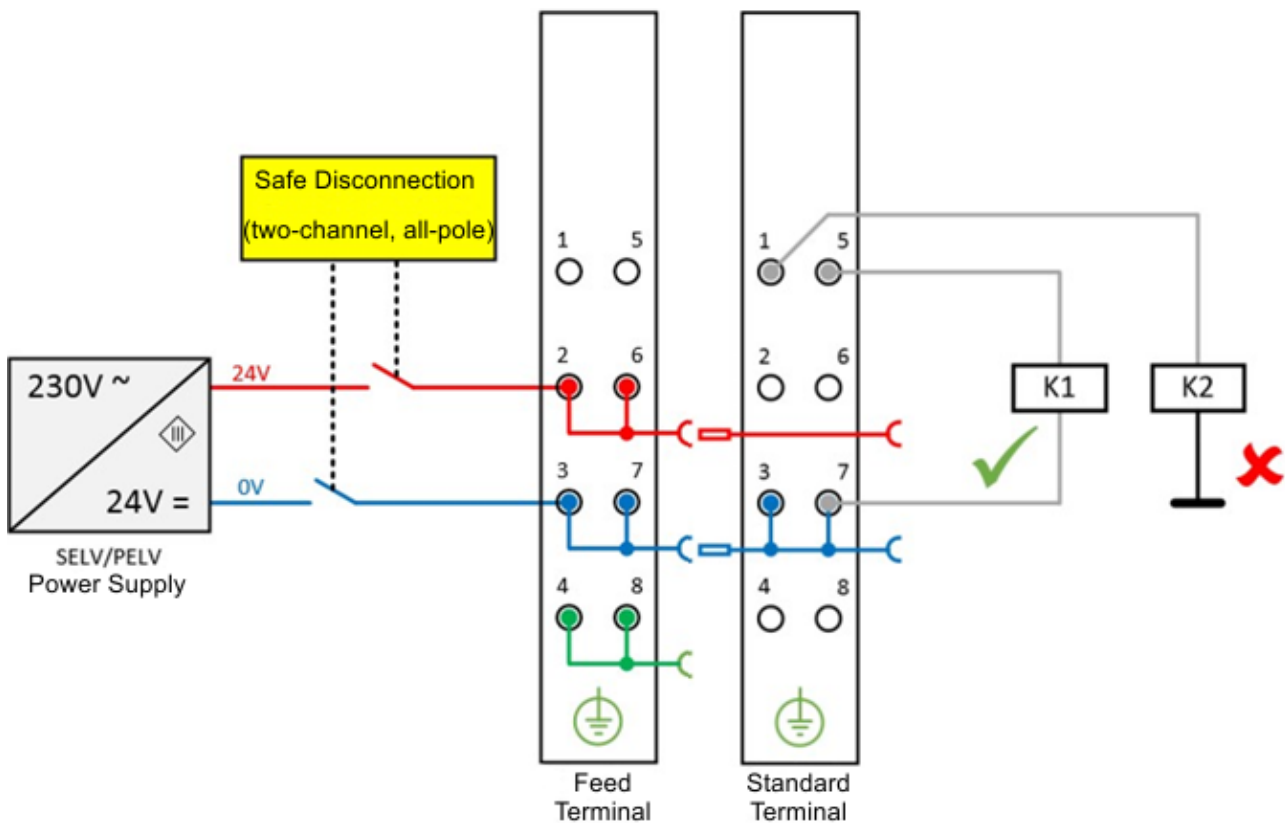 Safe Disconnection
(two-channel, all-pole)
1 5
1 5
230V ~
24V
2 6
2 6
K1
K2
III
24V =
0V
3 7
3 7
SELV/PELV
Power Supply
4 8
4 8
Feed
Terminal
Standard
Terminal